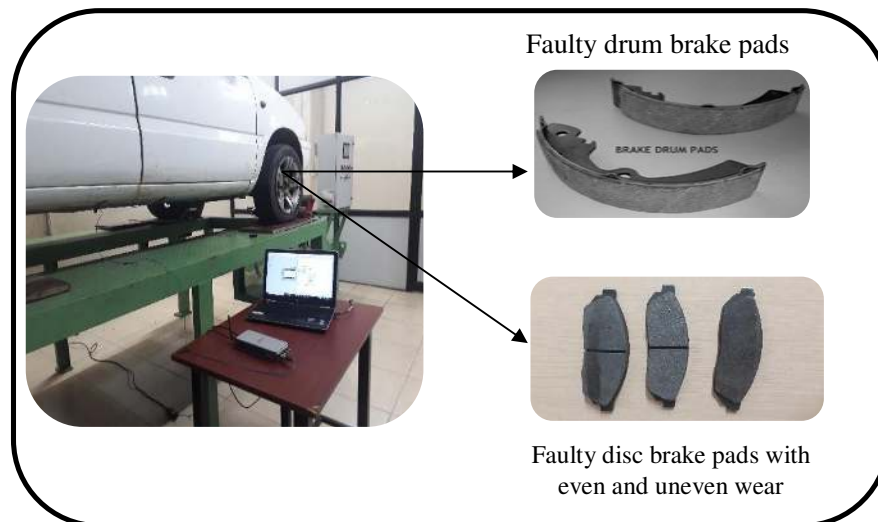 Faulty drum brake pads
BRAKE DRUM PADS
Faulty disc brake pads with
even and uneven wear